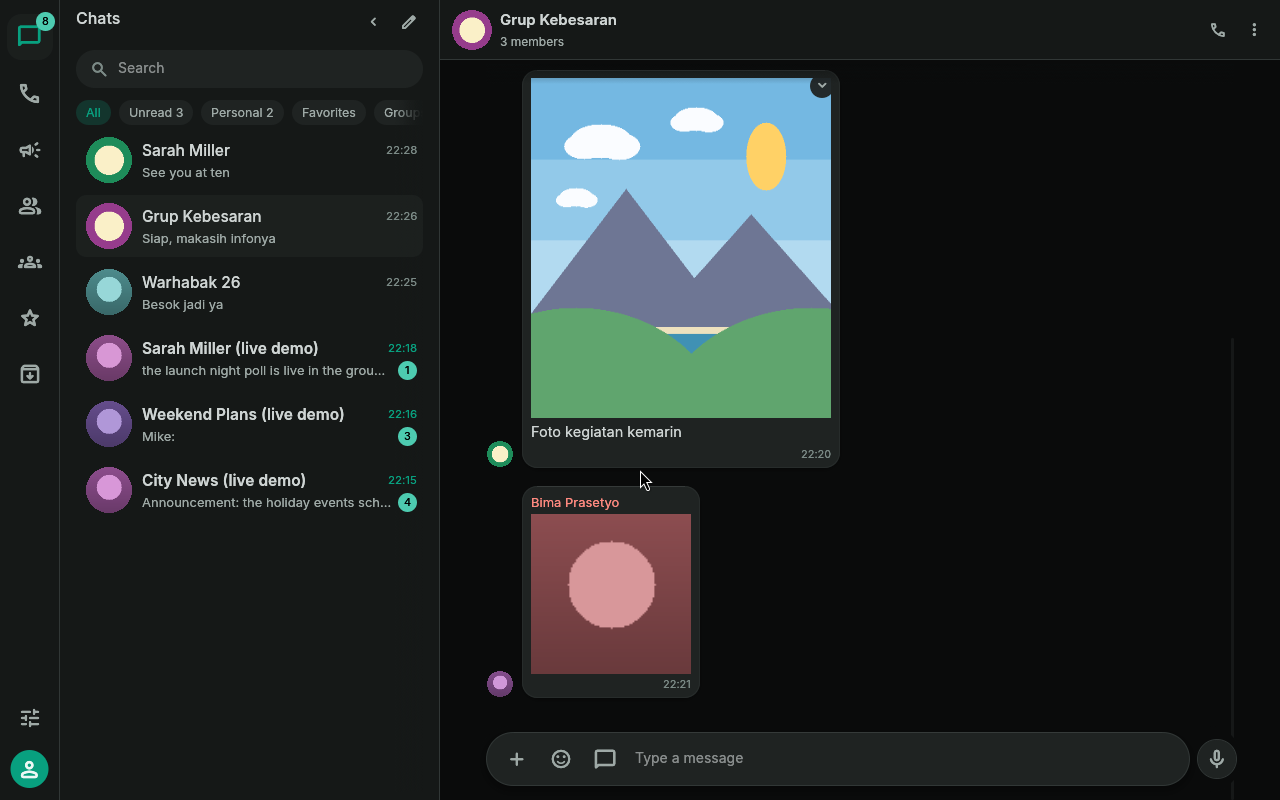 8
Chats
Search
All
Unread 3
Personal 2
Favorites
Group
Sarah Miller
22:28
See you at ten
Grup Kebesaran
22:26
Siap, makasih infonya
Warhabak 26
22:25
Besok jadi ya
Sarah Miller (live demo)
22:18
the launch night poll is live in the grou...
1
Weekend Plans (live demo)
22:16
Mike:
3
City News (live demo)
22:15
Announcement: the holiday events sch...
4
Grup Kebesaran
3 members
Foto kegiatan kemarin
22:20
Bima Prasetyo
22:21
Type a message